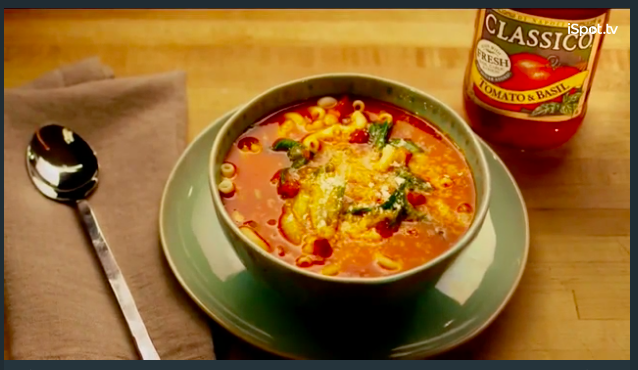 iSpot.tv
CLASSICO
FRESH
TOMATO & BASIL